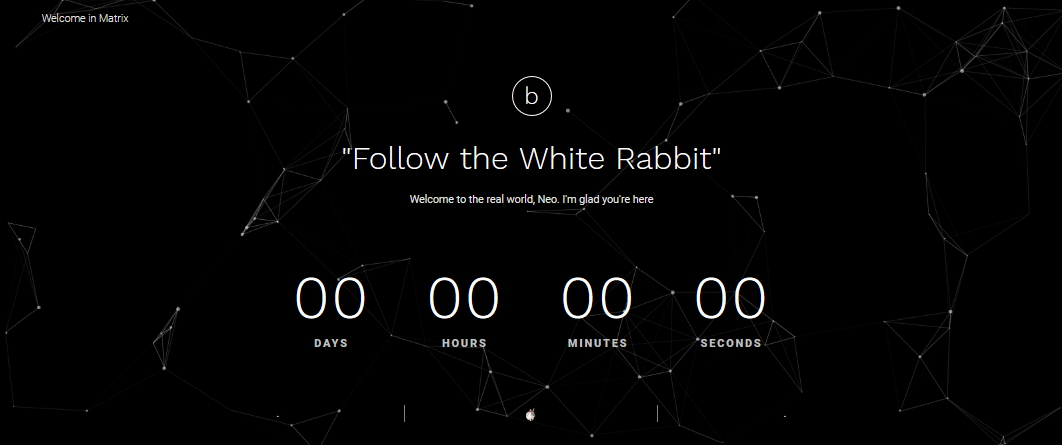 Welcome in Matrix
b
"Follow the White Rabbit"
Welcome to the real world, Neo. I'm glad you're here
00 00 00 00
DAYS HOURS MINUTES SECONDS